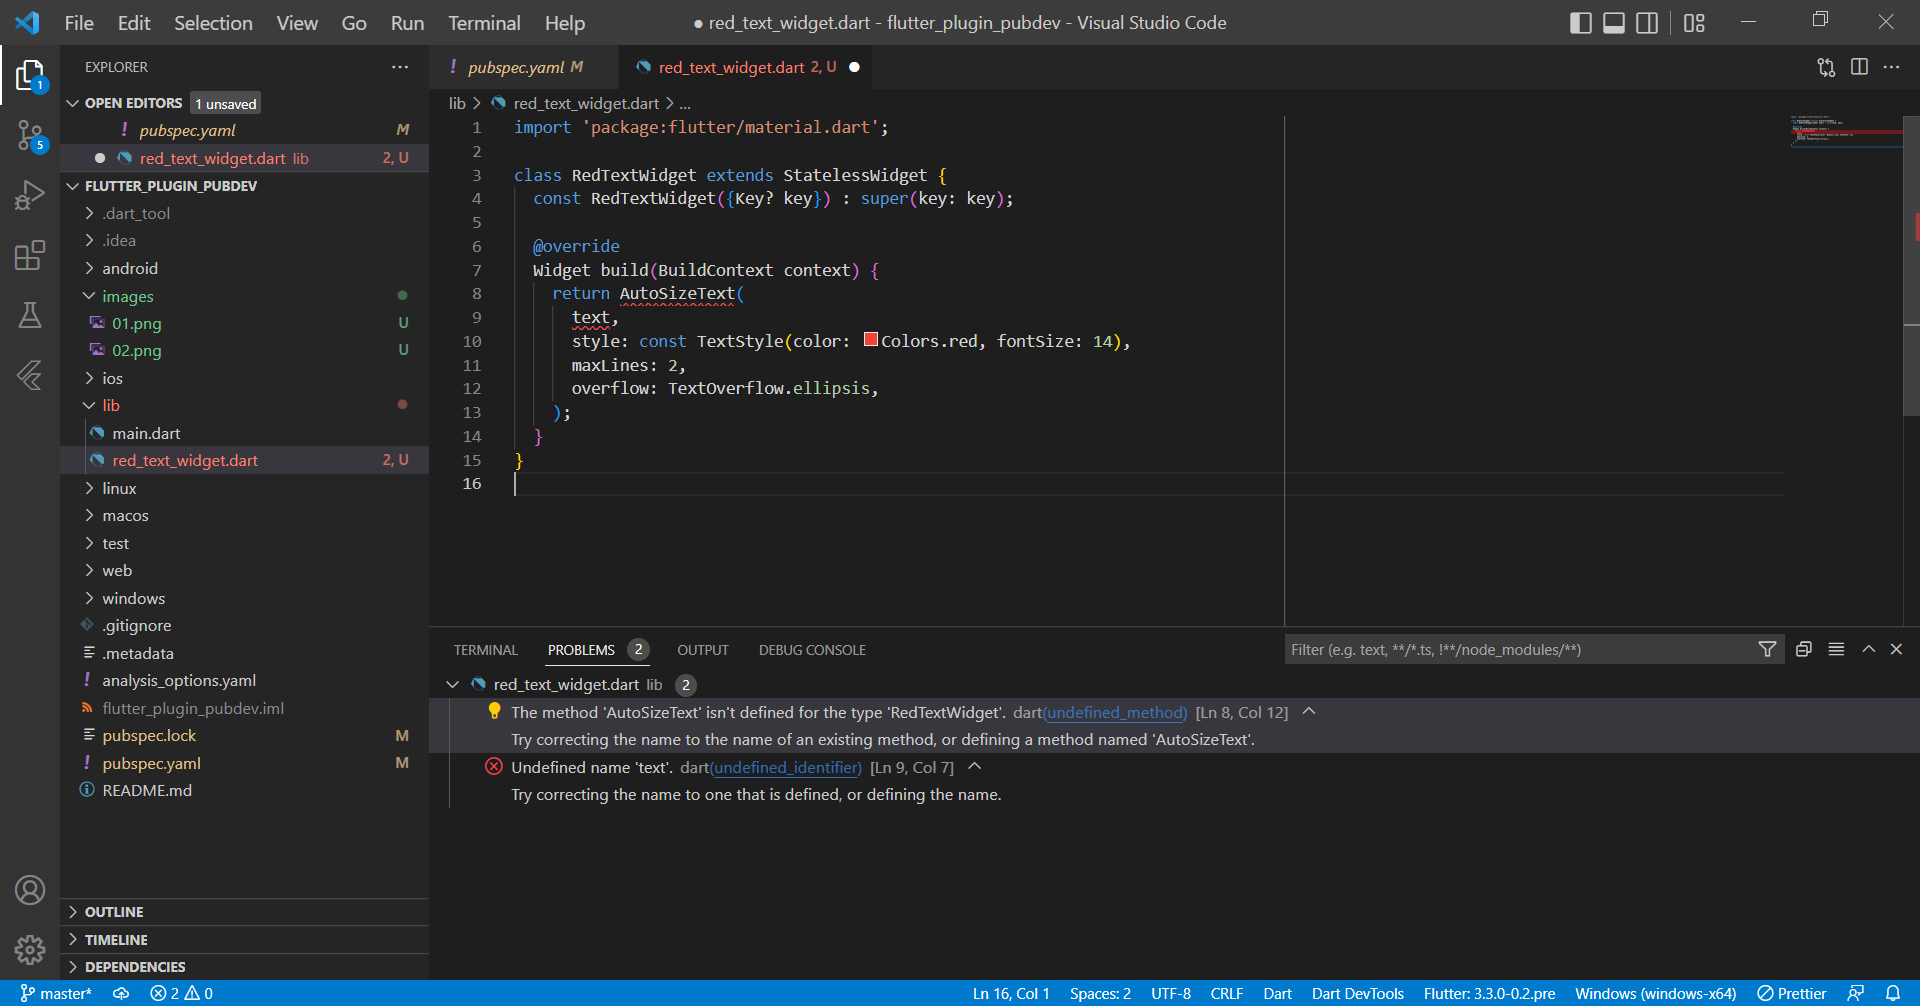 File Edit Selection View Go Run Terminal Help
● red_text_widget.dart - flutter_plugin_pubdev - Visual Studio Code
EXPLORER
OPEN EDITORS 1 unsaved
! pubspec.yaml M
red_text_widget.dart lib 2, U
FLUTTER_PLUGIN_PUBDEV
.dart_tool
.idea
android
images
01.png U
02.png U
ios
lib
main.dart
red_text_widget.dart 2, U
linux
macos
test
web
windows
.gitignore
.metadata
! analysis_options.yaml
flutter_plugin_pubdev.iml
pubspec.lock M
! pubspec.yaml M
README.md
OUTLINE
TIMELINE
DEPENDENCIES
1
5
! pubspec.yaml M
red_text_widget.dart 2, U ●
lib > red_text_widget.dart > ...
1 import 'package:flutter/material.dart';
2
3 class RedTextWidget extends StatelessWidget {
4 const RedTextWidget({Key? key}) : super(key: key);
5
6 @override
7 Widget build(BuildContext context) {
8 return AutoSizeText(
9 text,
10 style: const TextStyle(color: Colors.red, fontSize: 14),
11 maxLines: 2,
12 overflow: TextOverflow.ellipsis,
13 );
14 }
15 }
16
TERMINAL PROBLEMS 2 OUTPUT DEBUG CONSOLE
Filter (e.g. text, **/*.ts, !**/node_modules/**)
red_text_widget.dart lib 2
The method 'AutoSizeText' isn't defined for the type 'RedTextWidget'. dart(undefined_method) [Ln 8, Col 12]
Try correcting the name to the name of an existing method, or defining a method named 'AutoSizeText'.
Undefined name 'text'. dart(undefined_identifier) [Ln 9, Col 7]
Try correcting the name to one that is defined, or defining the name.
master* 2 0 Ln 16, Col 1 Spaces: 2 UTF-8 CRLF Dart Dart DevTools Flutter: 3.3.0-0.2.pre Windows (windows-x64) Prettier